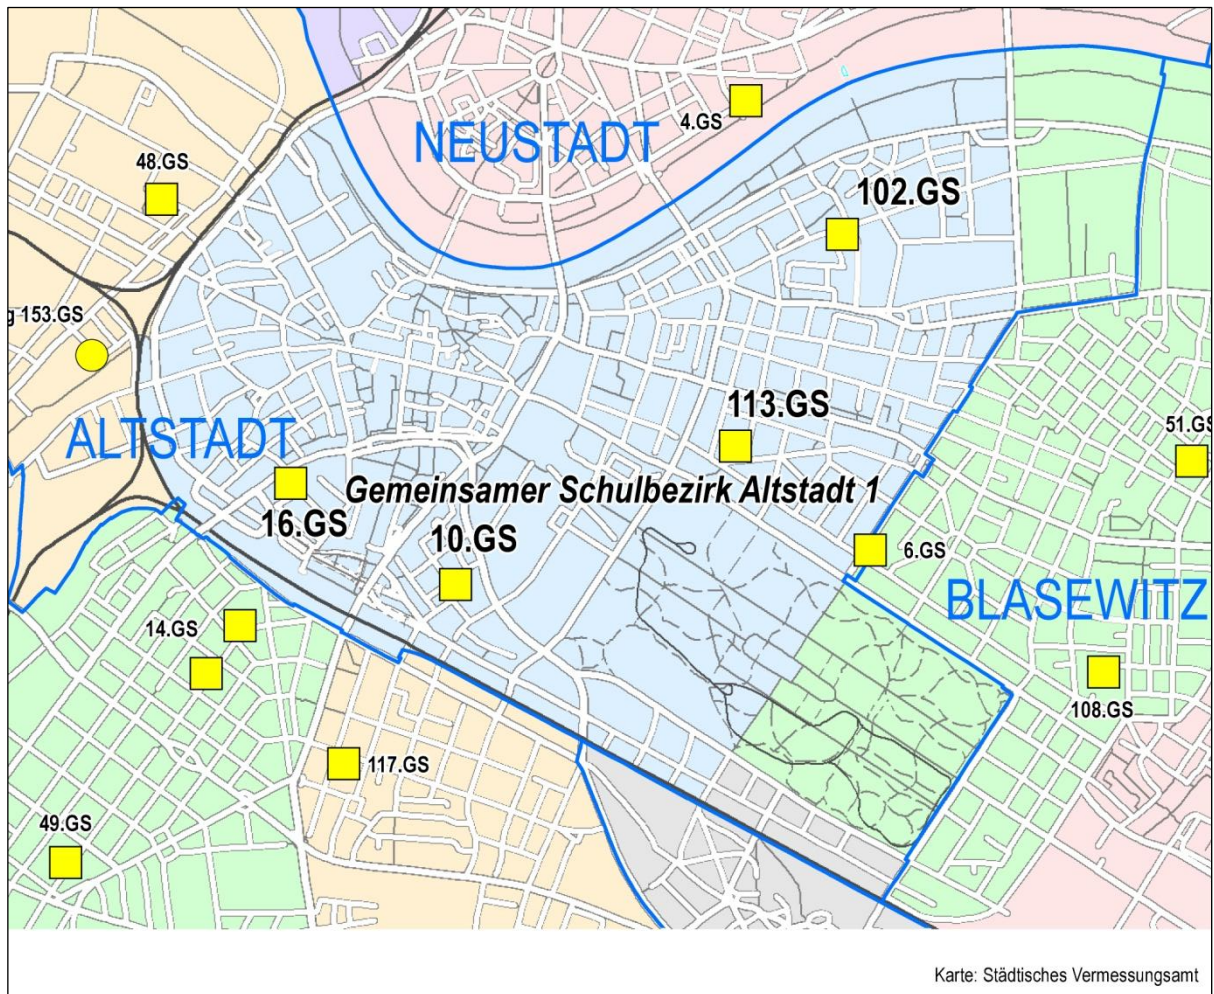 4.GS
NEUSTADT
48.GS
102.GS
153.GS
113.GS
51.GS
ALTSTADT
Gemeinsamer Schulbezirk Altstadt 1
16.GS
10.GS
6.GS
BLASEWITZ
14.GS
108.GS
117.GS
49.GS
Karte: Städtisches Vermessungsamt